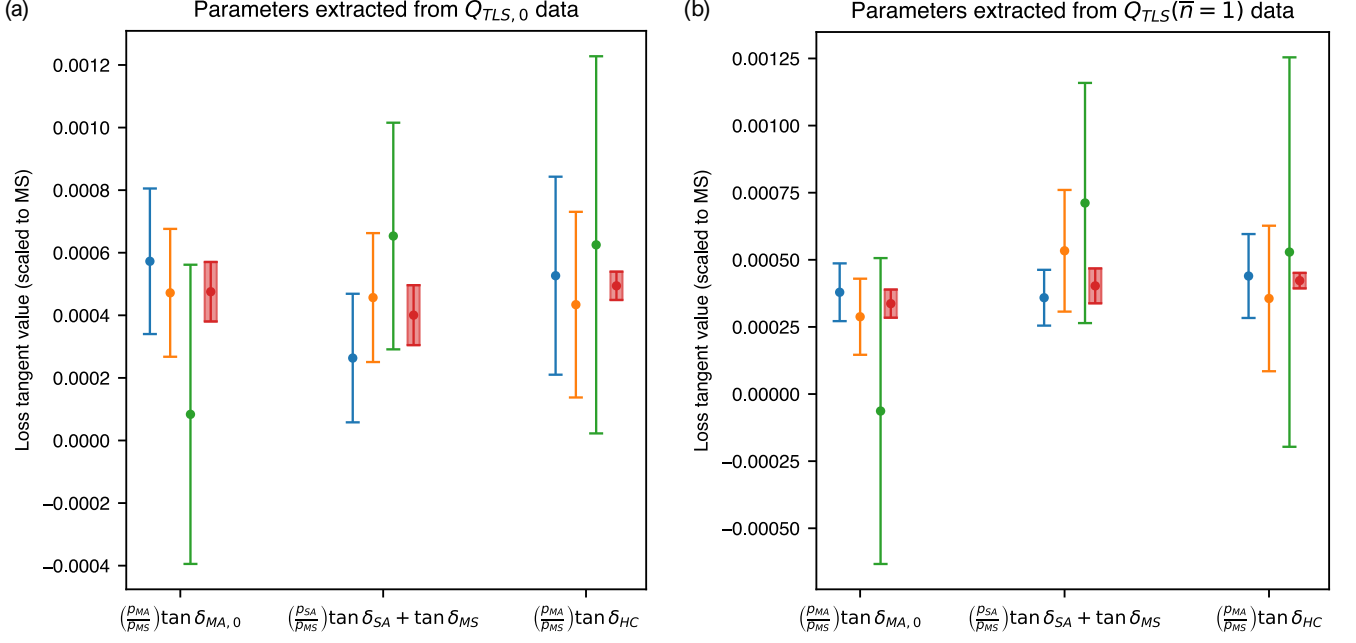 (a) Parameters extracted from Q_{TLS, 0} data
Loss tangent value (scaled to MS)
0.0012
0.0010
0.0008
0.0006
0.0004
0.0002
0.0000
−0.0002
−0.0004
(p_{MA}/p_{MS}) tan δ_{MA, 0} (p_{SA}/p_{MS}) tan δ_{SA} + tan δ_{MS} (p_{MA}/p_{MS}) tan δ_{HC}
(b) Parameters extracted from Q_{TLS}(n̅ = 1) data
Loss tangent value (scaled to MS)
0.00125
0.00100
0.00075
0.00050
0.00025
0.00000
−0.00025
−0.00050
(p_{MA}/p_{MS}) tan δ_{MA, 0} (p_{SA}/p_{MS}) tan δ_{SA} + tan δ_{MS} (p_{MA}/p_{MS}) tan δ_{HC}